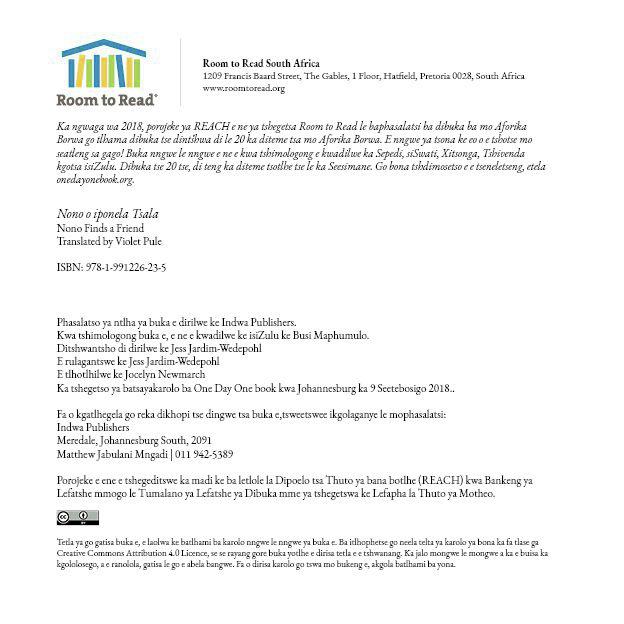 Room to Read®
Room to Read South Africa
1209 Francis Baard Street, The Gables, 1 Floor, Hatfield, Pretoria 0028, South Africa
www.roomtoread.org
Ka ngwaga wa 2018, porojeke ya REACH e ne ya tshegetsa Room to Read le baphasalatsi ba dibuka ba mo Aforika
Borwa go tlhama dibuka tse dintšhwa di le 20 ka diteme tsa mo Aforika Borwa. E nngwe ya tsona ke eo o e tshotse mo
seatleng sa gago! Buka nngwe le nngwe e ne e kwa tshimologong e kwadilwe ka Sepedi, siSwati, Xitsonga, Tshivenda
kgotsa isiZulu. Dibuka tse 20 tse, di teng ka diteme tsotlhe tse le ka Seesimane. Go bona tshdimosetso e e tseneletseng, etela
onedayonebook.org.
Nono o iponela Tsala
Nono Finds a Friend
Translated by Violet Pule
ISBN: 978-1-991226-23-5
Phasalatso ya ntlha ya buka e dirilwe ke Indwa Publishers.
Kwa tshimologong buka e, e ne e kwadilwe ke isiZulu ke Busi Maphumulo.
Ditshwantsho di dirilwe ke Jess Jardim-Wedepohl
E rulagantswe ke Jess Jardim-Wedepohl
E tlhotlhilwe ke Jocelyn Newmarch
Ka tshegetso ya batsayakarolo ba One Day One book kwa Johannesburg ka 9 Seetebosigo 2018..
Fa o kgatlhegela go reka dikhopi tse dingwe tsa buka e,tsweetswee ikgolaganye le mophasalatsi:
Indwa Publishers
Meredale, Johannesburg South, 2091
Matthew Jabulani Mngadi | 011 942-5389
Porojeke e ene e tshegeditswe ka madi ke ba letlole la Dipoelo tsa Thuto ya bana botlhe (REACH) kwa Bankeng ya
Lefatshe mmogo le Tumalano ya Lefatshe ya Dibuka mme ya tshegetswa ke Lefapha la Thuto ya Motheo.
cc BY
Tetla ya go gatisa buka e, e laolwa ke batlhami ba karolo nngwe le nngwe ya buka e. Ba itlhophetse go neela telta ya karolo ya bona ka fa tlase ga
Creative Commons Attribution 4.0 Licence, se se rayang gore buka yotlhe e dirisa tetla e e tshwanang. Ka jalo mongwe le mongwe a ka e buisa ka
kgololosego, a e ranolola, gatisa le go e abela bangwe. Fa o dirisa karolo go tswa mo bukeng e, akgola batlhami ba yona.